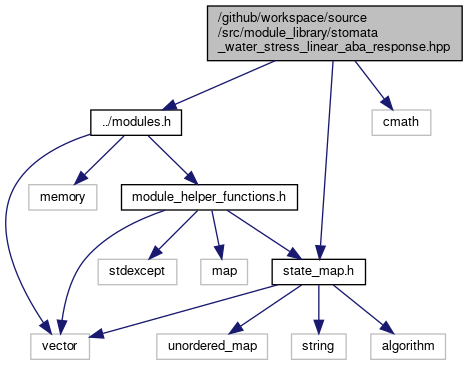 /github/workspace/source
/src/module_library/stomata
_water_stress_linear_aba_response.hpp
../modules.h
cmath
memory
module_helper_functions.h
stdexcept
map
state_map.h
vector
unordered_map
string
algorithm